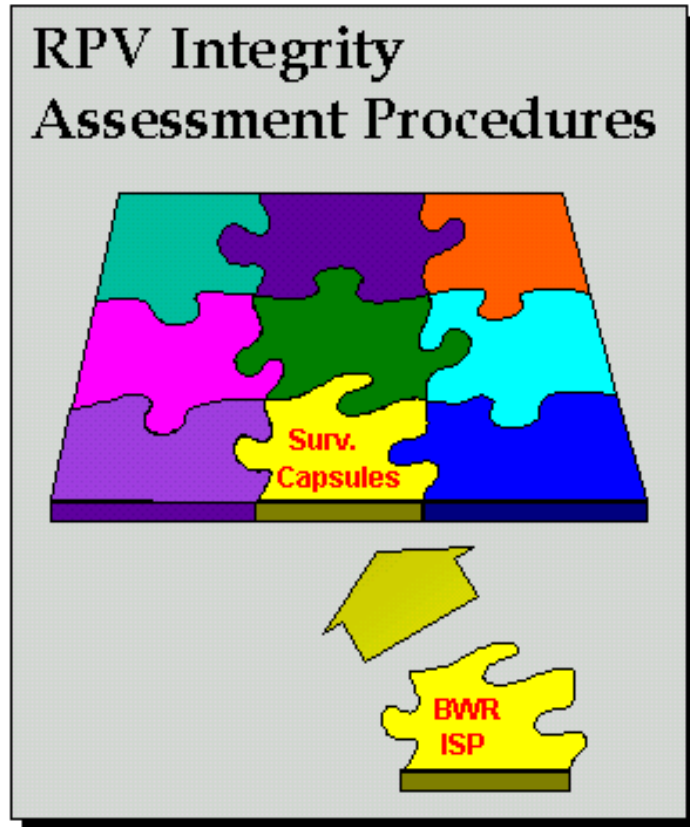 RPV Integrity
Assessment Procedures
Surv.
Capsules
BWR
ISP